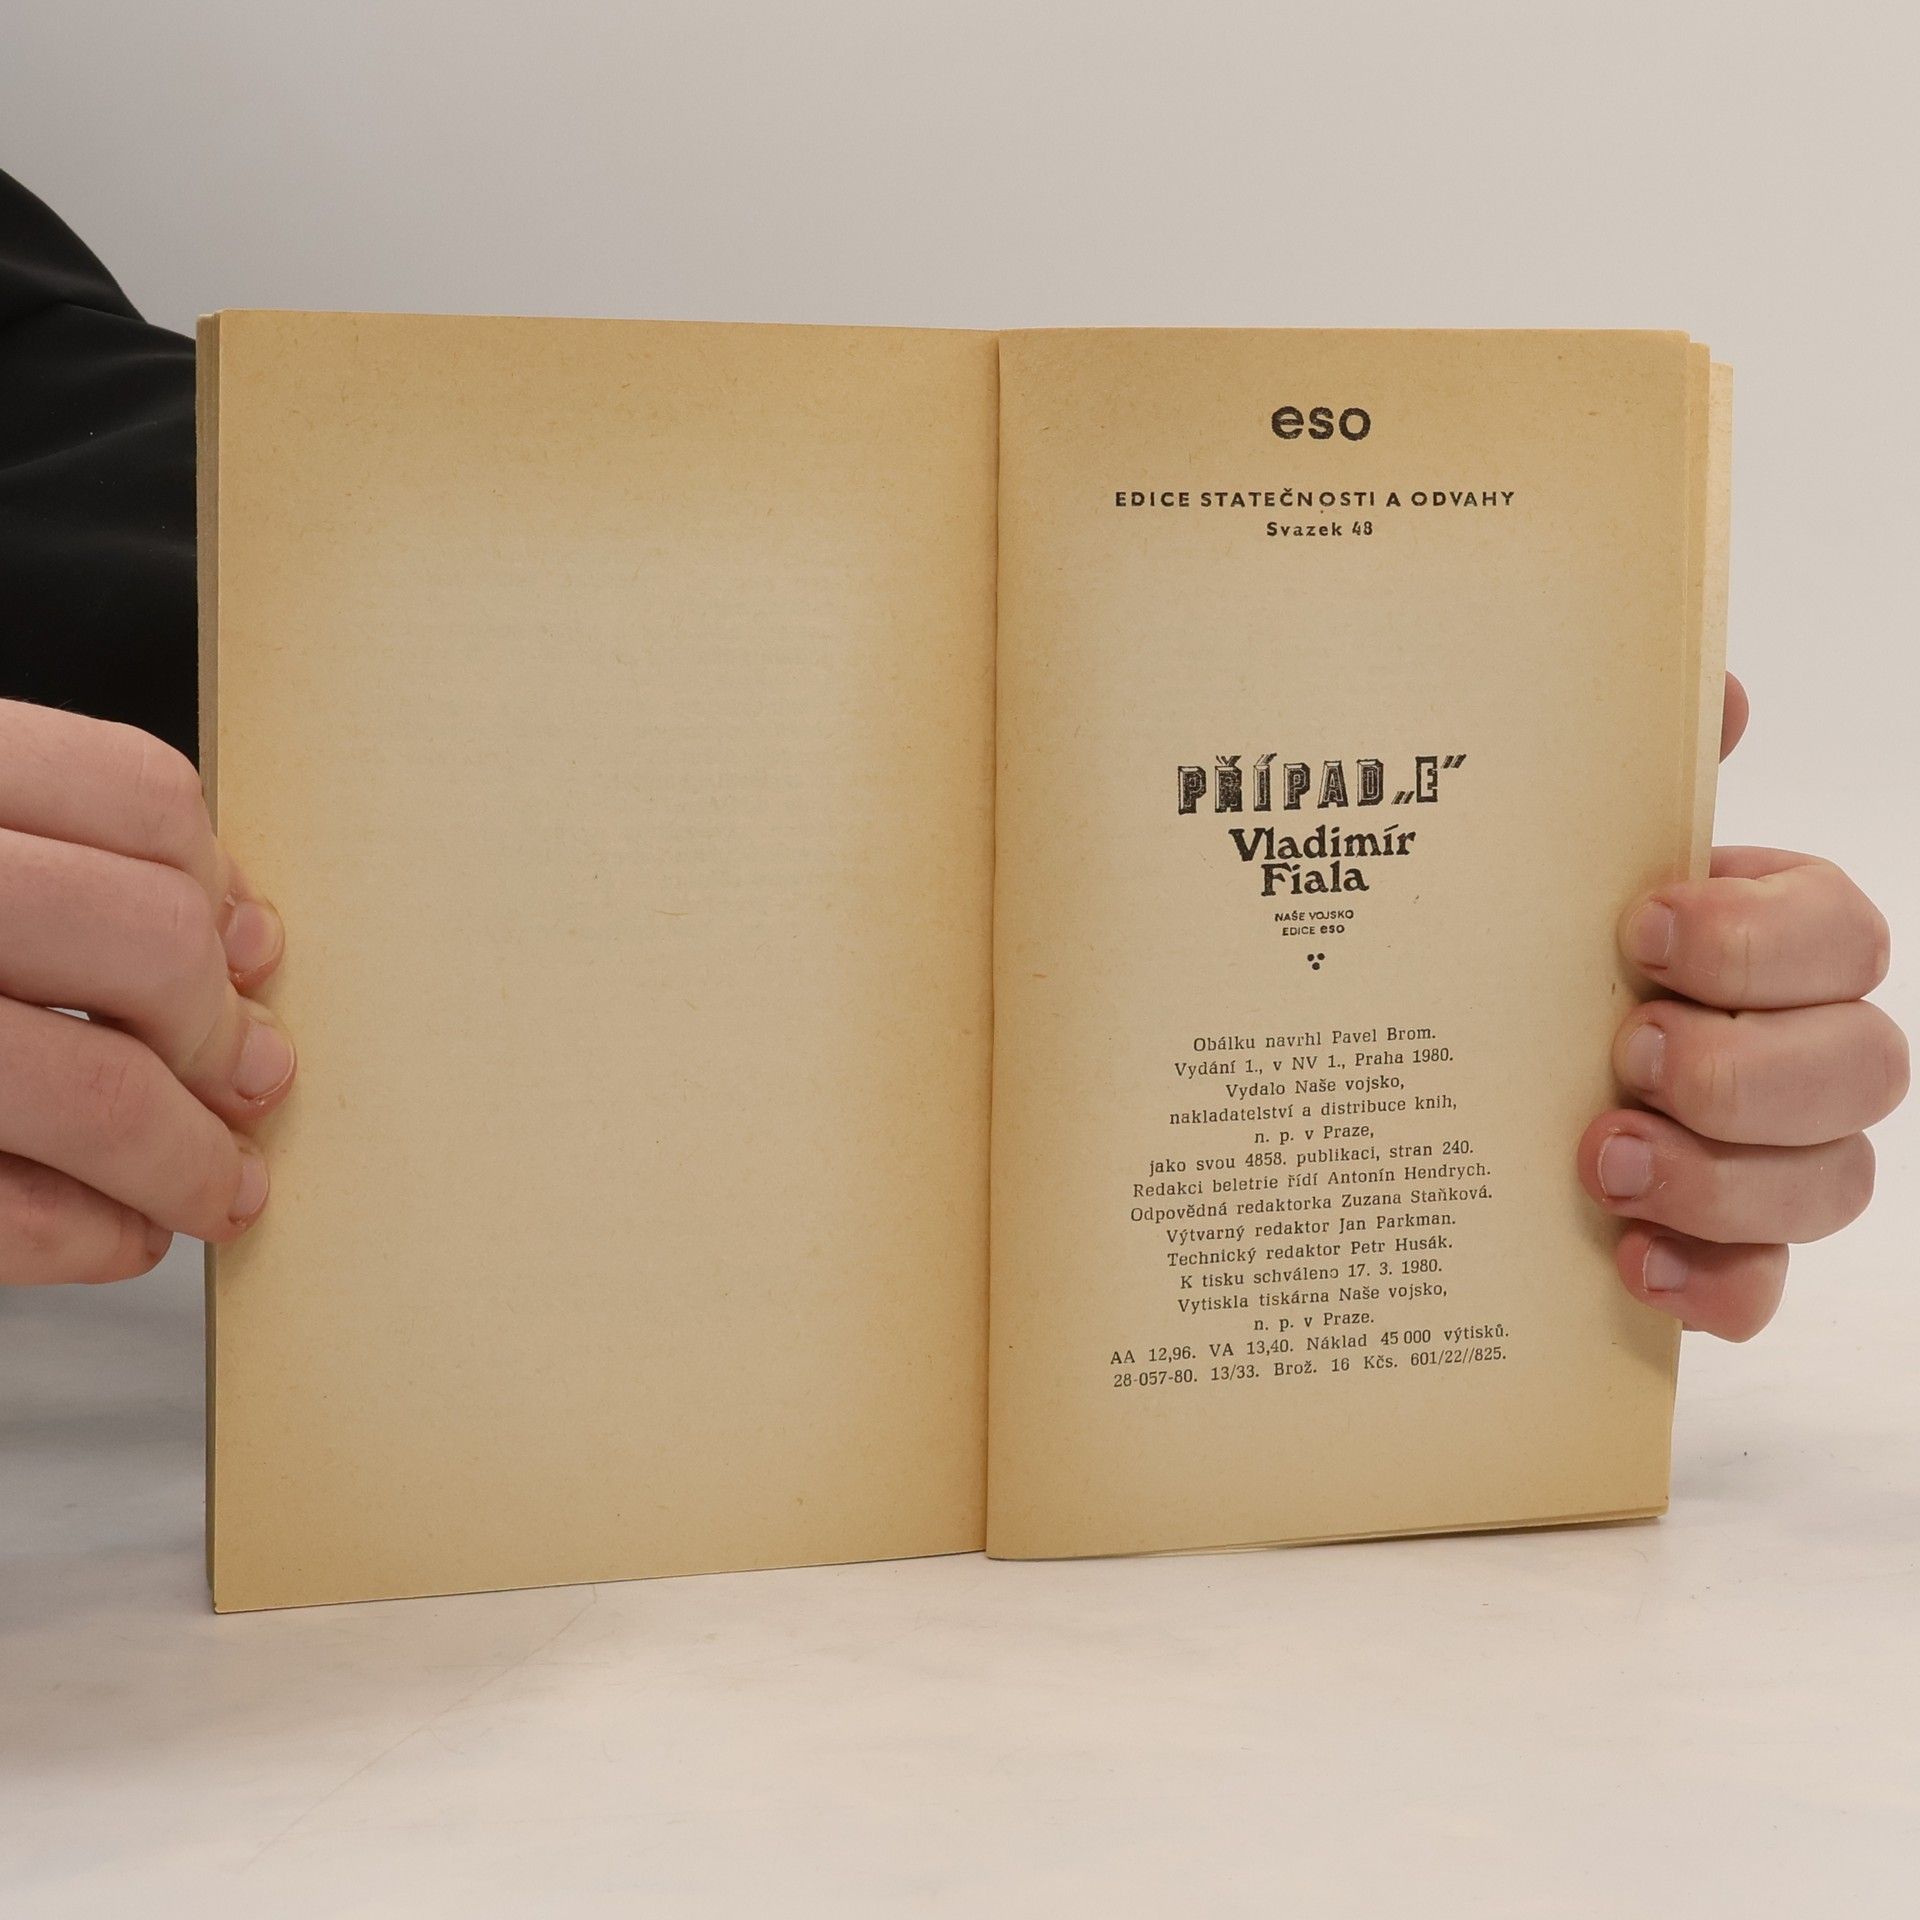 eso
EDICE STATEČNOSTI A ODVAHY
Svazek 48
PŘÍPAD „E”
Vladimír
Fiala
NAŠE VOJSKO
EDICE eso
Obálku navrhl Pavel Brom.
Vydání 1., v NV 1., Praha 1980.
Vydalo Naše vojsko,
nakladatelství a distribuce knih,
n. p. v Praze,
jako svou 4858. publikaci, stran 240.
Redakci beletrie řídí Antonín Hendrych.
Odpovědná redaktorka Zuzana Staňková.
Výtvarný redaktor Jan Parkman.
Technický redaktor Petr Husák.
K tisku schváleno 17. 3. 1980.
Vytiskla tiskárna Naše vojsko,
n. p. v Praze.
AA 12,96. VA 13,40. Náklad 45 000 výtisků.
28-057-80. 13/33. Brož. 16 Kčs. 601/22//825.